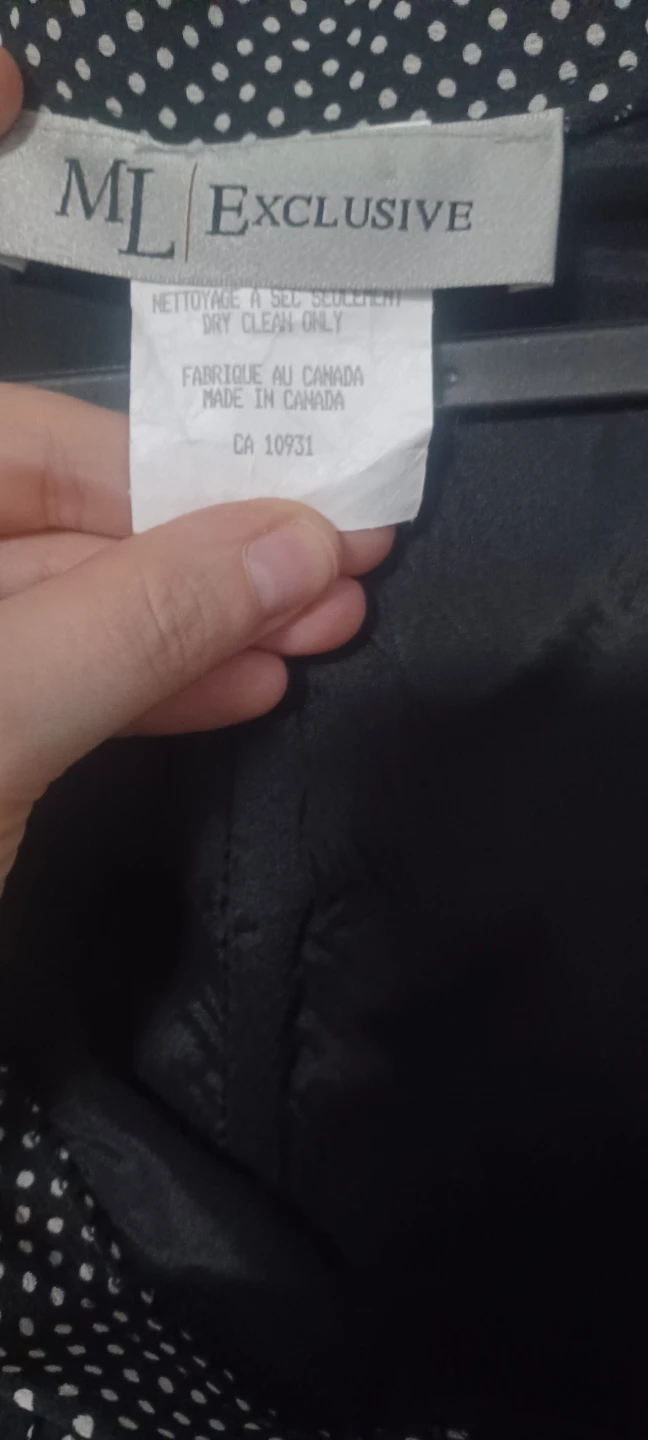 ML | EXCLUSIVE
NETTOYAGE A SEC SEULEMENT
DRY CLEAN ONLY
FABRIQUE AU CANADA
MADE IN CANADA
CA 10931